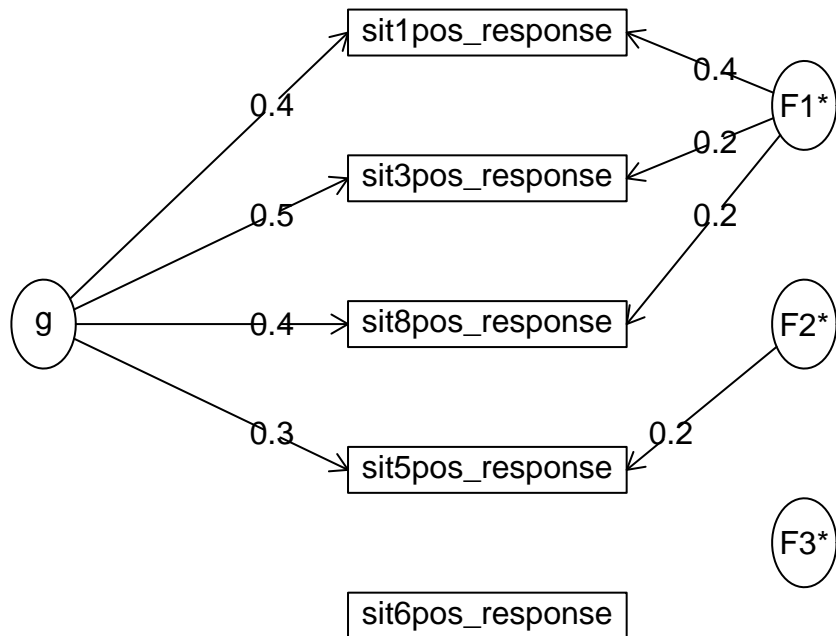 sit1pos_response
0.4
F1*
0.4
0.2
sit3pos_response
0.5
0.2
g
0.4
sit8pos_response
F2*
0.3
0.2
sit5pos_response
F3*
sit6pos_response